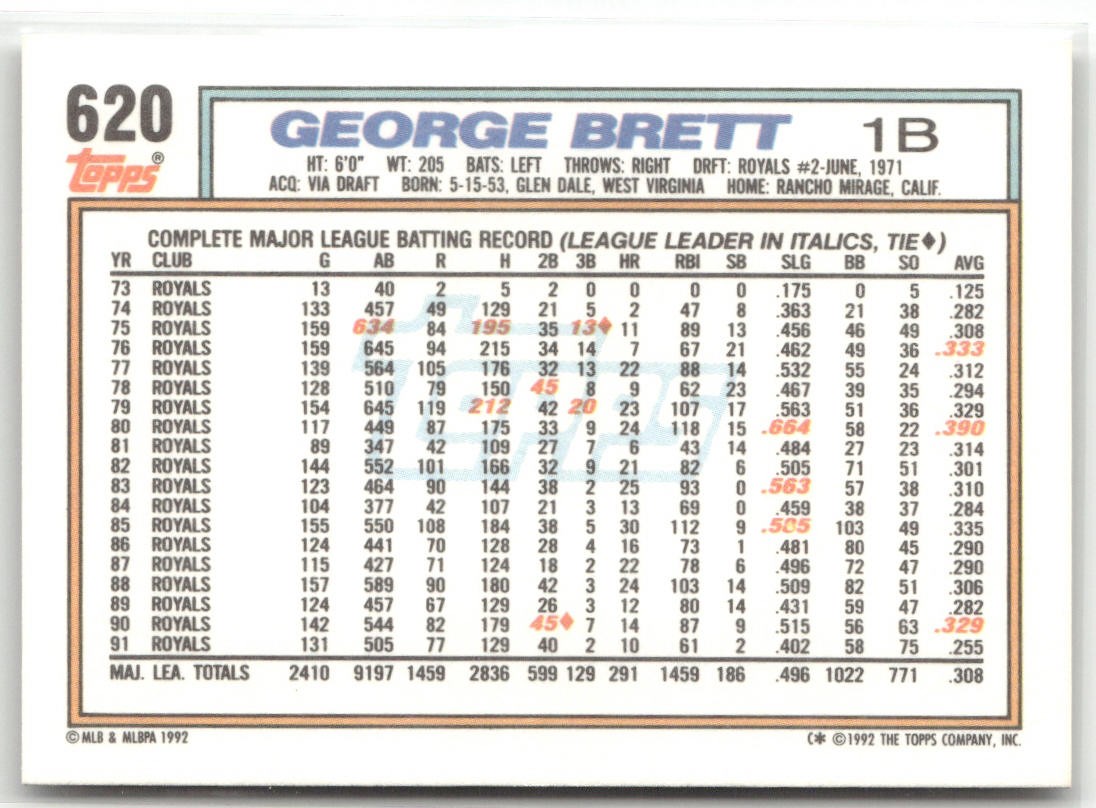 620
GEORGE BRETT 1B
Topps®
HT: 6'0" WT: 205 BATS: LEFT THROWS: RIGHT DRFT: ROYALS #2-JUNE, 1971
ACQ: VIA DRAFT BORN: 5-15-53, GLEN DALE, WEST VIRGINIA HOME: RANCHO MIRAGE, CALIF.
COMPLETE MAJOR LEAGUE BATTING RECORD (LEAGUE LEADER IN ITALICS, TIE♦)
YR CLUB G AB R H 2B 3B HR RBI SB SLG BB SO AVG
73 ROYALS 13 40 2 5 2 0 0 0 0 .175 0 5 .125
74 ROYALS 133 457 49 129 21 5 2 47 8 .363 21 38 .282
75 ROYALS 159 634 84 195 35 13♦ 11 89 13 .456 46 49 .308
76 ROYALS 159 645 94 215 34 14 7 67 21 .462 49 36 .333
77 ROYALS 139 564 105 176 32 13 22 88 14 .532 55 24 .312
78 ROYALS 128 510 79 150 45 8 9 62 23 .467 39 35 .294
79 ROYALS 154 645 119 212 42 20 23 107 17 .563 51 36 .329
80 ROYALS 117 449 87 175 33 9 24 118 15 .664 58 22 .390
81 ROYALS 89 347 42 109 27 7 6 43 14 .484 27 23 .314
82 ROYALS 144 552 101 166 32 9 21 82 6 .505 71 51 .301
83 ROYALS 123 464 90 144 38 2 25 93 0 .563 57 38 .310
84 ROYALS 104 377 42 107 21 3 13 69 0 .459 38 37 .284
85 ROYALS 155 550 108 184 38 5 30 112 9 .585 103 49 .335
86 ROYALS 124 441 70 128 28 4 16 73 1 .481 80 45 .290
87 ROYALS 115 427 71 124 18 2 22 78 6 .496 72 47 .290
88 ROYALS 157 589 90 180 42 3 24 103 14 .509 82 51 .306
89 ROYALS 124 457 67 129 26 3 12 80 14 .431 59 47 .282
90 ROYALS 142 544 82 179 45♦ 7 14 87 9 .515 56 63 .329
91 ROYALS 131 505 77 129 40 2 10 61 2 .402 58 75 .255
MAJ. LEA. TOTALS 2410 9197 1459 2836 599 129 291 1459 186 .496 1022 771 .308
Topps
© MLB & MLBPA 1992 (✱ ©1992 THE TOPPS COMPANY, INC.